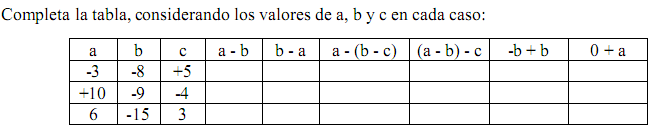 Completa la tabla, considerando los valores de a, b y c en cada caso:
a b c a - b b - a a - (b - c) (a - b) - c -b + b 0 + a
-3 -8 +5
+10 -9 -4
6 -15 3